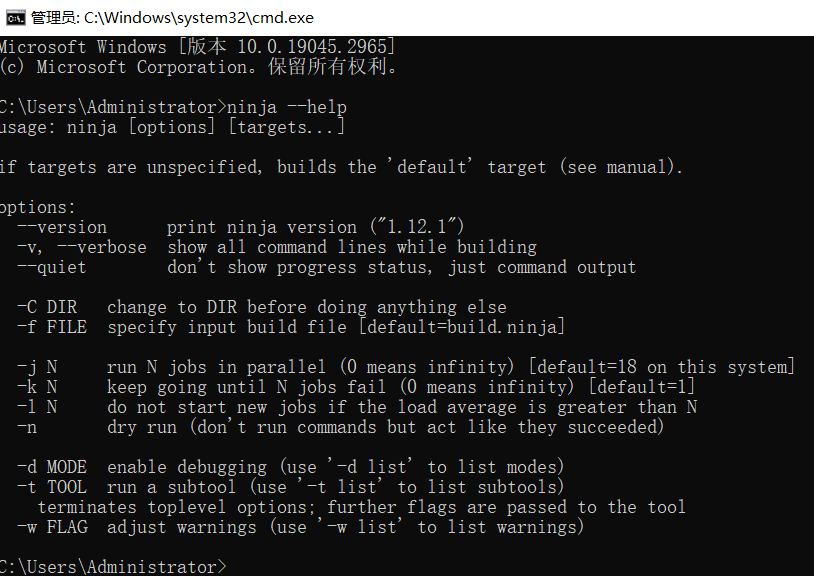 管理员: C:\Windows\system32\cmd.exe
Microsoft Windows [版本 10.0.19045.2965]
(c) Microsoft Corporation。保留所有权利。
C:\Users\Administrator>ninja --help
usage: ninja [options] [targets...]
if targets are unspecified, builds the 'default' target (see manual).
options:
--version print ninja version ("1.12.1")
-v, --verbose show all command lines while building
--quiet don't show progress status, just command output
-C DIR change to DIR before doing anything else
-f FILE specify input build file [default=build.ninja]
-j N run N jobs in parallel (0 means infinity) [default=18 on this system]
-k N keep going until N jobs fail (0 means infinity) [default=1]
-l N do not start new jobs if the load average is greater than N
-n dry run (don't run commands but act like they succeeded)
-d MODE enable debugging (use '-d list' to list modes)
-t TOOL run a subtool (use '-t list' to list subtools)
terminates toplevel options; further flags are passed to the tool
-w FLAG adjust warnings (use '-w list' to list warnings)
C:\Users\Administrator>